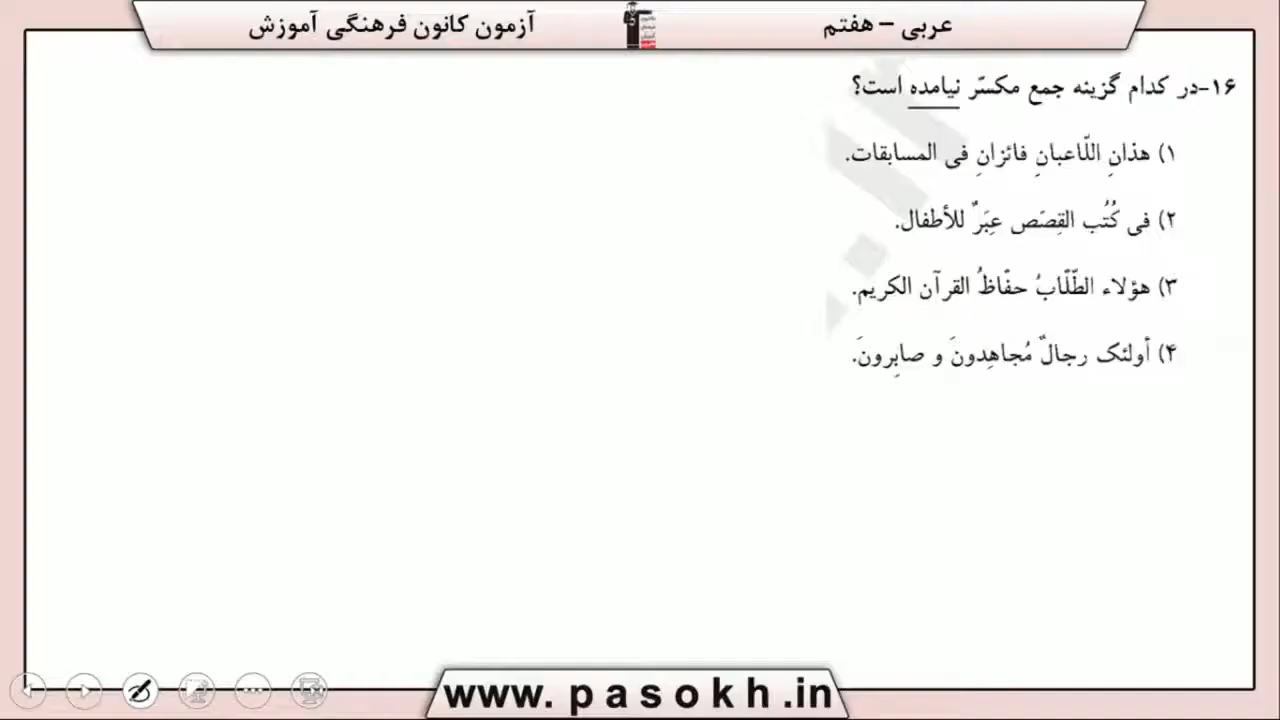 عربی – هفتم
آزمون کانون فرهنگی آموزش
۱۶-در کدام گزینه جمع مکسّر نیامده است؟
۱) هذانِ اللّاعبانِ فائزانِ فی المسابقات.
۲) فی کُتُب القِصَص عِبَرٌ للأطفال.
۳) هؤلاء الطّلّابُ حفّاظُ القرآن الکریم.
۴) أولئک رجالٌ مُجاهِدونَ و صابِرونَ.
www. p a s o k h .in